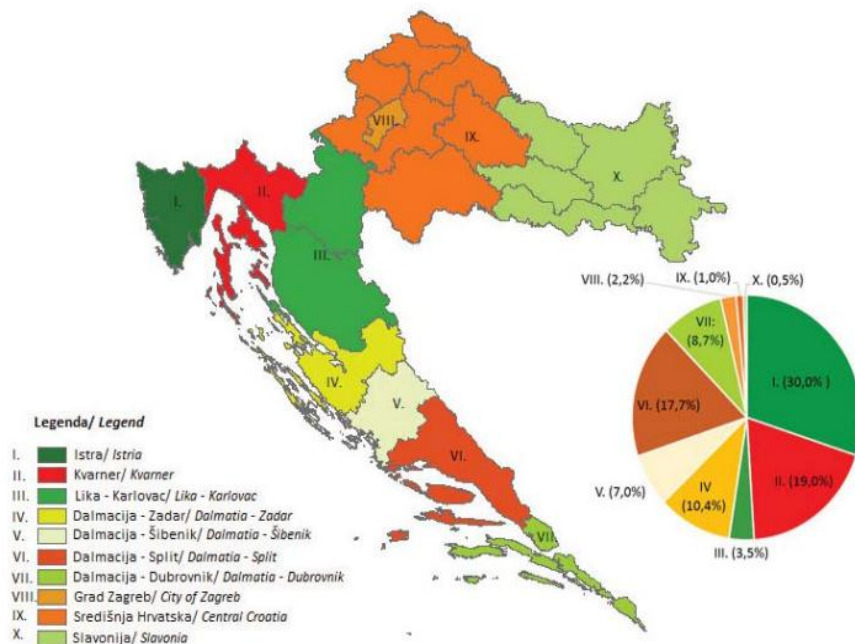 VIII.
IX.
I.
II.
X.
III.
IV.
V.
VI.
VII.
VIII. (2,2%)
IX. (1,0%)
X. (0,5%)
VII:
(8,7%)
I. (30,0% )
VI. (17,7%)
V. (7,0%)
IV
(10,4%)
II. (19,0%)
III. (3,5%)
Legenda/ Legend
I. Istra/ Istria
II. Kvarner/ Kvarner
III. Lika - Karlovac/ Lika - Karlovac
IV. Dalmacija - Zadar/ Dalmatia - Zadar
V. Dalmacija - Šibenik/ Dalmatia - Šibenik
VI. Dalmacija - Split/ Dalmatia - Split
VII. Dalmacija - Dubrovnik/ Dalmatia - Dubrovnik
VIII. Grad Zagreb/ City of Zagreb
IX. Središnja Hrvatska/ Central Croatia
X. Slavonija/ Slavonia